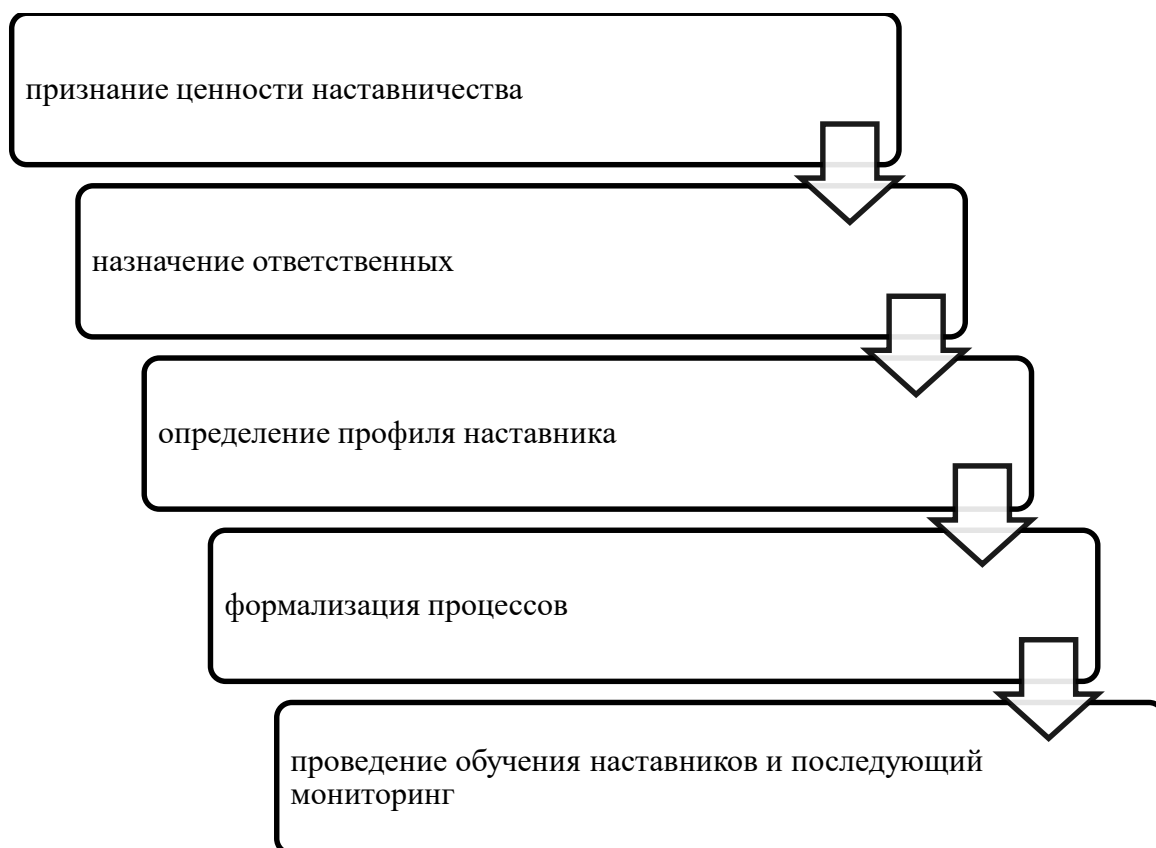 признание ценности наставничества
назначение ответственных
определение профиля наставника
формализация процессов
проведение обучения наставников и последующий
мониторинг